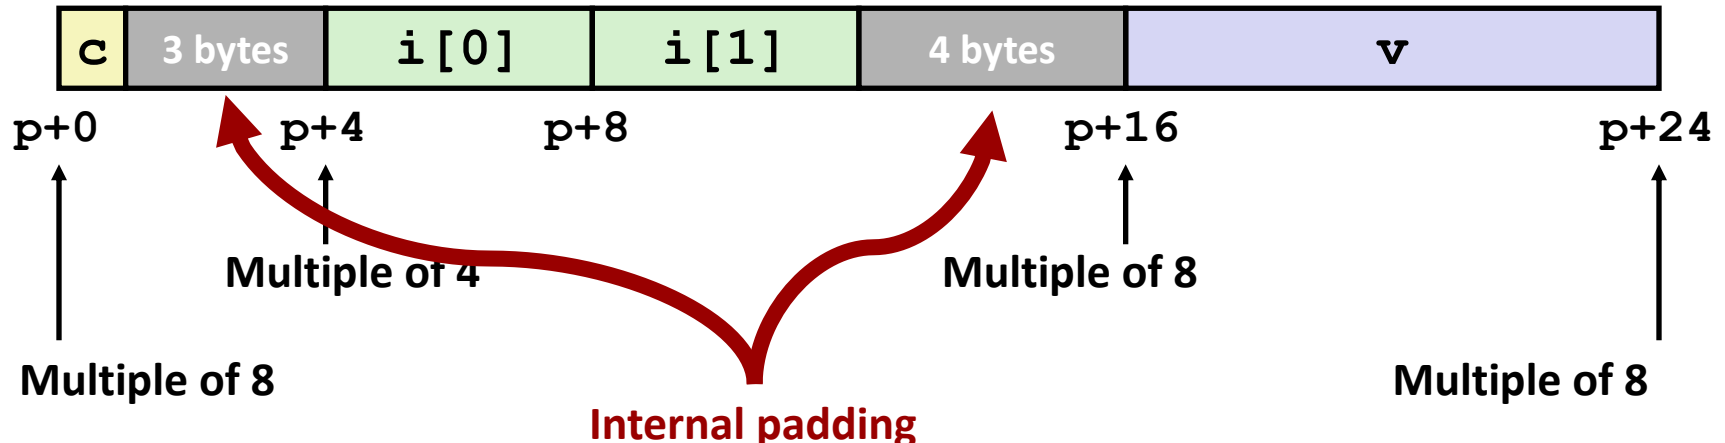 c 3 bytes i[0] i[1] 4 bytes v
p+0 p+4 p+8 p+16 p+24
Multiple of 4 Multiple of 8
Multiple of 8 Multiple of 8
Internal padding